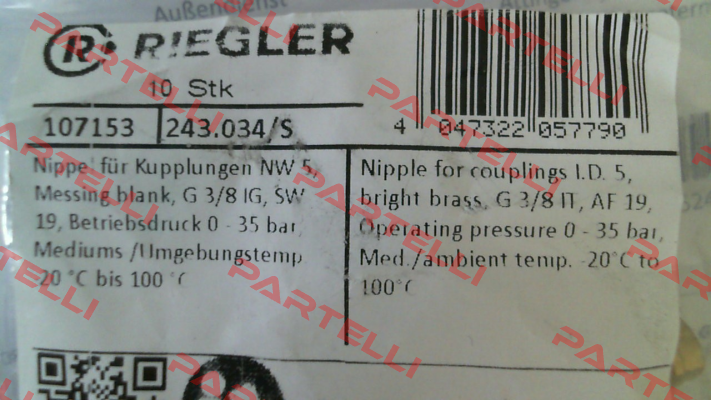 Außendienst
RIEGLER
10 Stk
107153 243.034/S
4 047322 057790
Nippel für Kupplungen NW 5,
Messing blank, G 3/8 IG, SW
19, Betriebsdruck 0 - 35 bar,
Mediums-/Umgebungstemp
-20 °C bis 100 °C
Nipple for couplings I.D. 5,
bright brass, G 3/8 IT, AF 19,
Operating pressure 0 - 35 bar,
Med./ambient temp. -20°C to
100°C
PARTELLI
PARTELLI
PARTELLI
PARTELLI
PARTELLI
PARTELLI